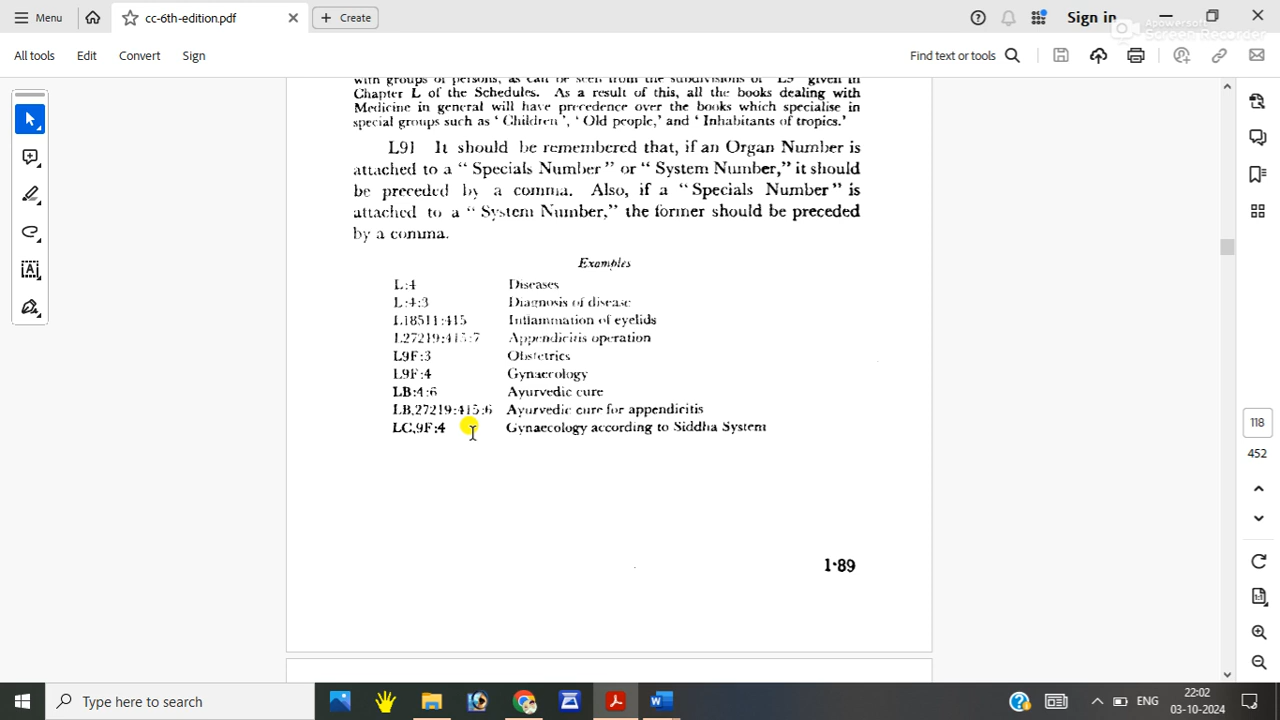 Menu
cc-6th-edition.pdf
Create
Sign in
Apowersoft
Screen Recorder
All tools
Edit
Convert
Sign
Find text or tools
with groups of persons, as can be seen from the subdivisions of 'L9' given in
Chapter L of the Schedules. As a result of this, all the books dealing with
Medicine in general will have precedence over the books which specialise in
special groups such as 'Children', 'Old people,' and 'Inhabitants of tropics.'
L91 It should be remembered that, if an Organ Number is
attached to a "Specials Number" or "System Number," it should
be preceded by a comma. Also, if a "Specials Number" is
attached to a "System Number," the former should be preceded
by a comma.
Examples
L:4 Diseases
L:4:3 Diagnosis of disease
L18511:415 Inflammation of eyelids
L27219:415:7 Appendicitis operation
L9F:3 Obstetrics
L9F:4 Gynaecology
LB:4:6 Ayurvedic cure
LB,27219:415:6 Ayurvedic cure for appendicitis
LC,9F:4 Gynaecology according to Siddha System
1·89
118
452
Type here to search
ENG
22:02
03-10-2024